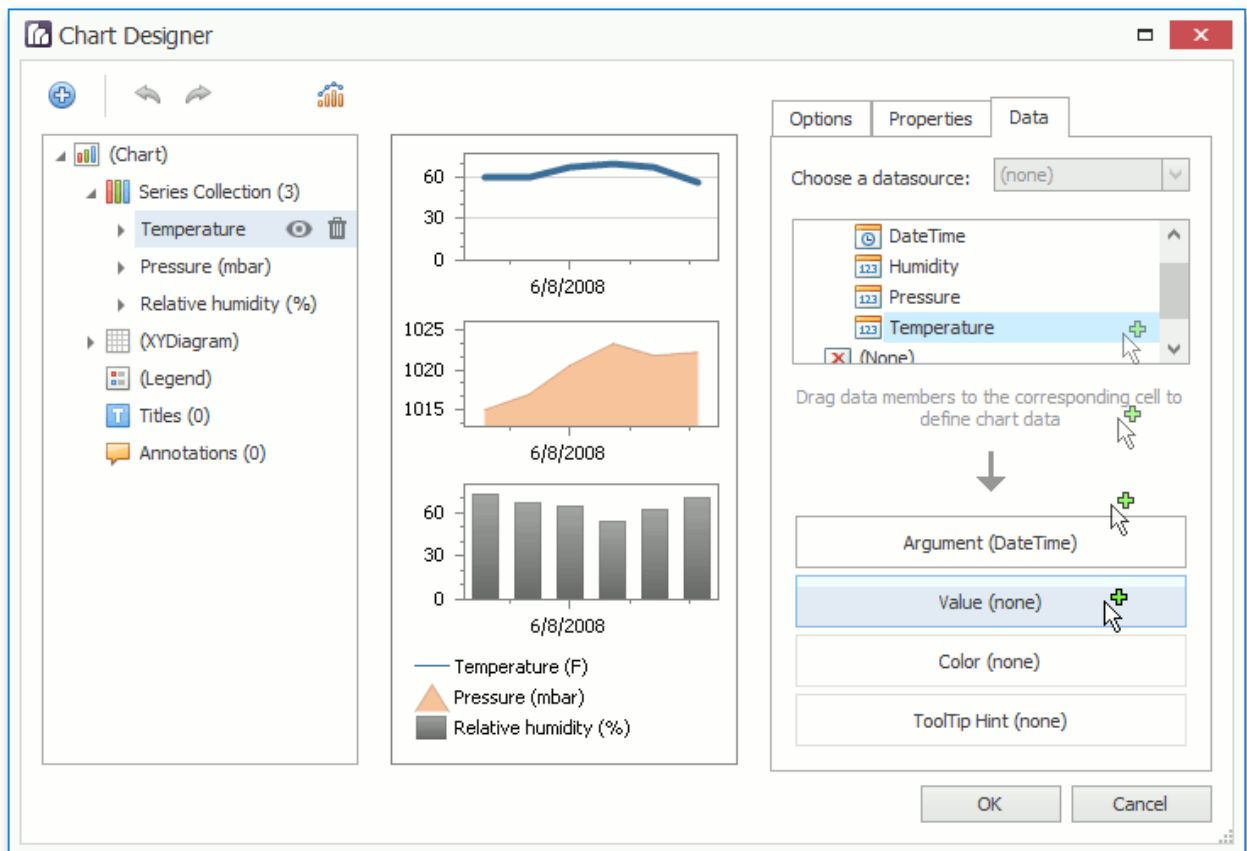 Chart Designer
(Chart)
Series Collection (3)
Temperature
Pressure (mbar)
Relative humidity (%)
(XYDiagram)
(Legend)
Titles (0)
Annotations (0)
60
30
0
6/8/2008
1025
1020
1015
6/8/2008
60
30
0
6/8/2008
Temperature (F)
Pressure (mbar)
Relative humidity (%)
Options Properties Data
Choose a datasource: (none)
DateTime
123 Humidity
123 Pressure
123 Temperature
(None)
Drag data members to the corresponding cell to
define chart data
Argument (DateTime)
Value (none)
Color (none)
ToolTip Hint (none)
OK Cancel